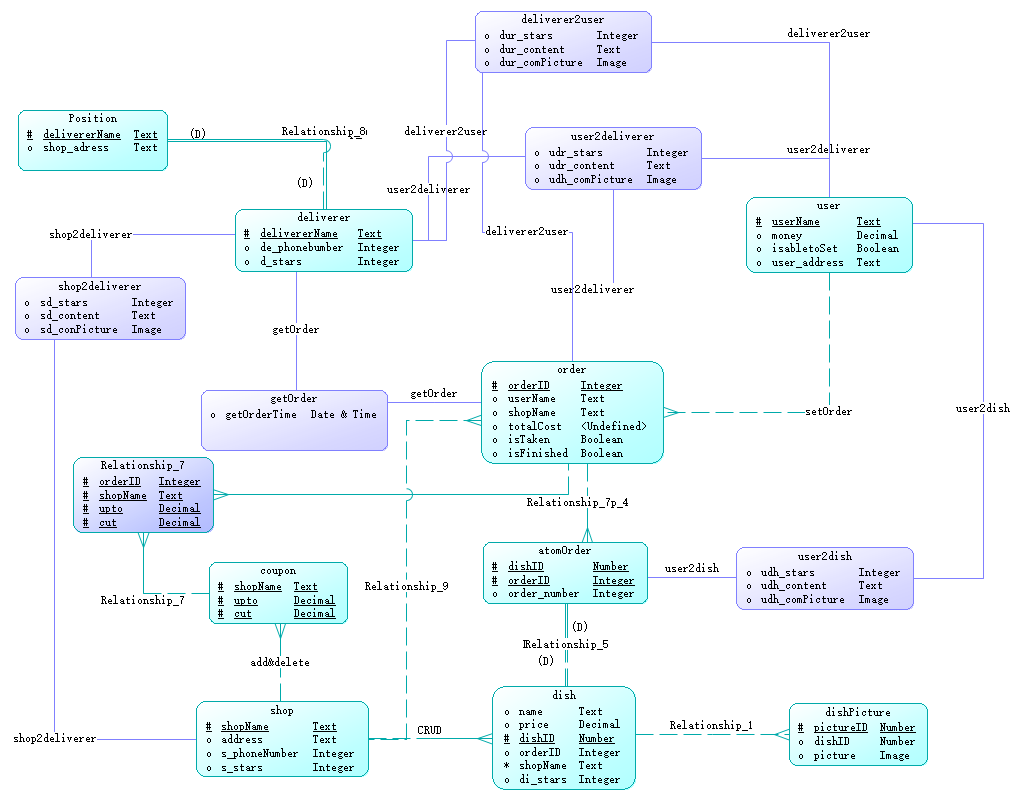 deliverer2user
o dur_stars Integer
o dur_content Text
o dur_comPicture Image
deliverer2user
Position
# delivererName Text
o shop_adress Text
(D)
Relationship_8
(D)
deliverer2user
user2deliverer
o udr_stars Integer
o udr_content Text
o udh_comPicture Image
user2deliverer
user2deliverer
deliverer
# delivererName Text
o de_phonebumber Integer
o d_stars Integer
user
# userName Text
o money Decimal
o isabletoSet Boolean
o user_address Text
shop2deliverer
deliverer2user
shop2deliverer
o sd_stars Integer
o sd_content Text
o sd_conPicture Image
user2deliverer
getOrder
order
# orderID Integer
o userName Text
o shopName Text
o totalCost <Undefined>
o isTaken Boolean
o isFinished Boolean
getOrder
o getOrderTime Date & Time
getOrder
setOrder
user2dish
Relationship_7
# orderID Integer
# shopName Text
# upto Decimal
# cut Decimal
Relationship_7p_4
atomOrder
# dishID Number
# orderID Integer
o order_number Integer
user2dish
user2dish
o udh_stars Integer
o udh_content Text
o udh_comPicture Image
coupon
# shopName Text
# upto Decimal
# cut Decimal
Relationship_9
Relationship_7
(D)
Relationship_5
(D)
add&delete
shop
# shopName Text
o address Text
o s_phoneNumber Integer
o s_stars Integer
shop2deliverer
CRUD
dish
o name Text
o price Decimal
# dishID Number
o orderID Integer
* shopName Text
o di_stars Integer
Relationship_1
dishPicture
# pictureID Number
o dishID Number
o picture Image